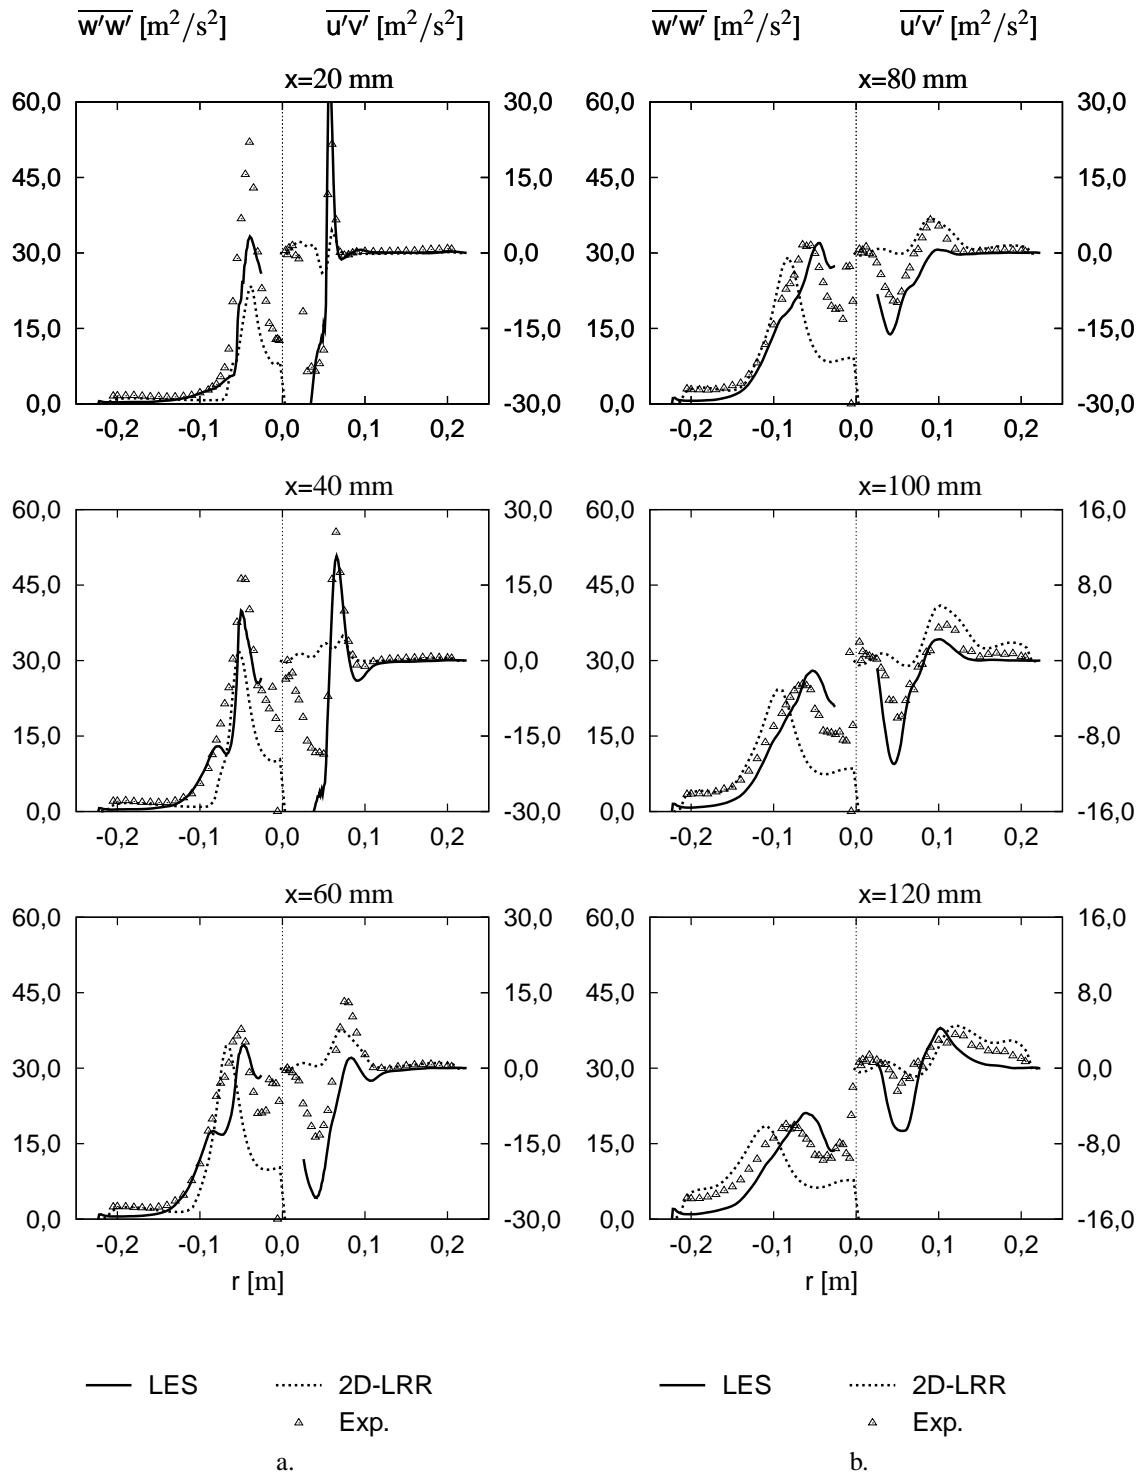 w'w' [m²/s²] u'v' [m²/s²] w'w' [m²/s²] u'v' [m²/s²]
x=20 mm
60,0 30,0
45,0 15,0
30,0 0,0
15,0 -15,0
0,0 -30,0
-0,2 -0,1 0,0 0,1 0,2
x=40 mm
60,0 30,0
45,0 15,0
30,0 0,0
15,0 -15,0
0,0 -30,0
-0,2 -0,1 0,0 0,1 0,2
x=60 mm
60,0 30,0
45,0 15,0
30,0 0,0
15,0 -15,0
0,0 -30,0
-0,2 -0,1 0,0 0,1 0,2
r [m]
LES 2D-LRR
Exp.
a.
x=80 mm
60,0 30,0
45,0 15,0
30,0 0,0
15,0 -15,0
0,0 -30,0
-0,2 -0,1 0,0 0,1 0,2
x=100 mm
60,0 16,0
45,0 8,0
30,0 0,0
15,0 -8,0
0,0 -16,0
-0,2 -0,1 0,0 0,1 0,2
x=120 mm
60,0 16,0
45,0 8,0
30,0 0,0
15,0 -8,0
0,0 -16,0
-0,2 -0,1 0,0 0,1 0,2
r [m]
LES 2D-LRR
Exp.
b.